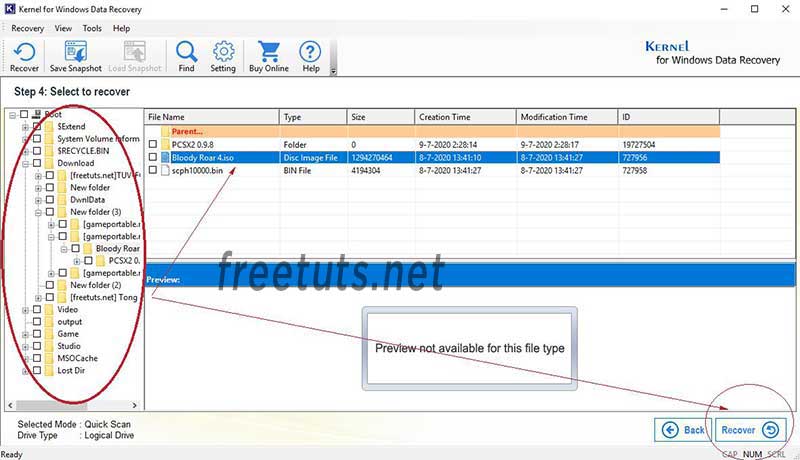 Kernel for Windows Data Recovery
Recovery View Tools Help
Recover Save Snapshot Load Snapshot Find Setting Buy Online Help
KERNEL
for Windows Data Recovery
Step 4: Select to recover
Root
$Extend
System Volume Inform
$RECYCLE.BIN
Download
[freetuts.net]TUV-F
New folder
DwnlData
New folder (3)
[gameportable.r
[gameportable.r
Bloody Roar
PCSX2 0.
[gameportable.r
New folder (2)
[freetuts.net] Tong
Video
output
Game
Studio
MSOCache
Lost Dir
File Name Type Size Creation Time Modification Time ID
Parent...
PCSX2 0.9.8 Folder 0 9-7-2020 2:28:14 9-7-2020 2:28:17 19727504
Bloody Roar 4.iso Disc Image File 1294270464 8-7-2020 13:41:10 8-7-2020 13:41:27 727956
scph10000.bin BIN File 4194304 8-7-2020 13:41:27 8-7-2020 13:41:27 727958
freetuts.net
Preview:
Preview not available for this file type
Selected Mode : Quick Scan
Drive Type : Logical Drive
Back Recover
Ready CAP NUM SCRL